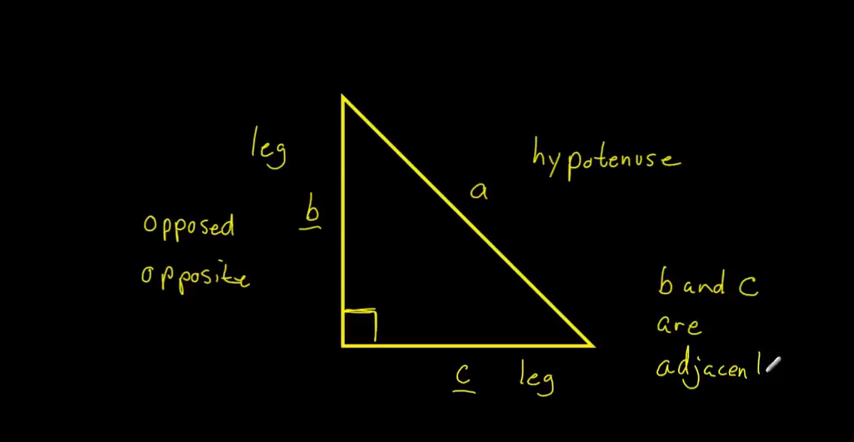 leg
hypotenuse
a
b
opposed
opposite
b and c
are
adjacent
c leg